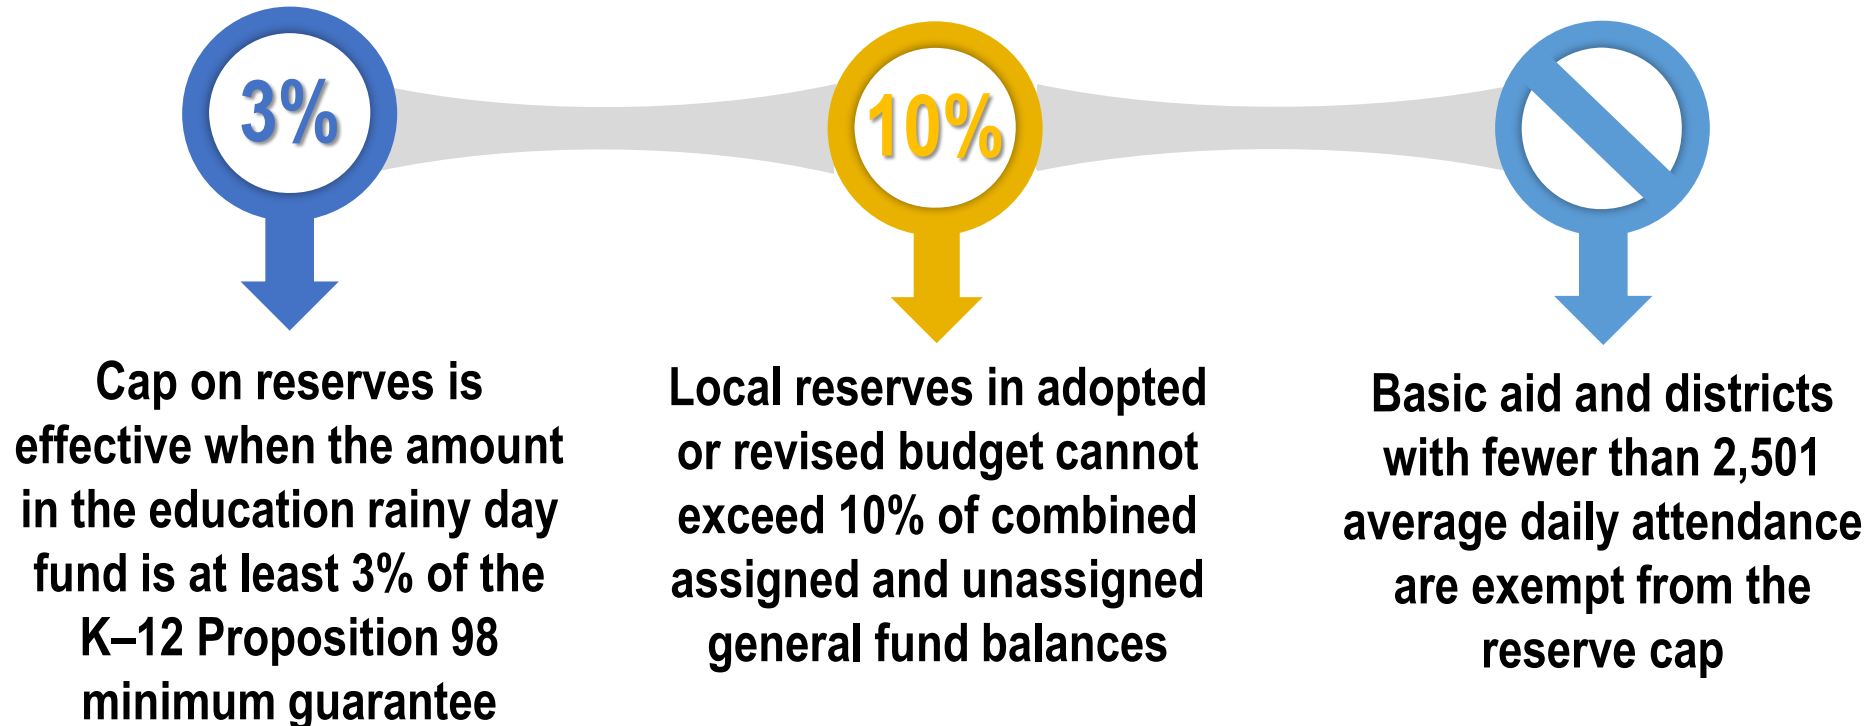 3%
Cap on reserves is
effective when the amount
in the education rainy day
fund is at least 3% of the
K–12 Proposition 98
minimum guarantee
10%
Local reserves in adopted
or revised budget cannot
exceed 10% of combined
assigned and unassigned
general fund balances
Basic aid and districts
with fewer than 2,501
average daily attendance
are exempt from the
reserve cap